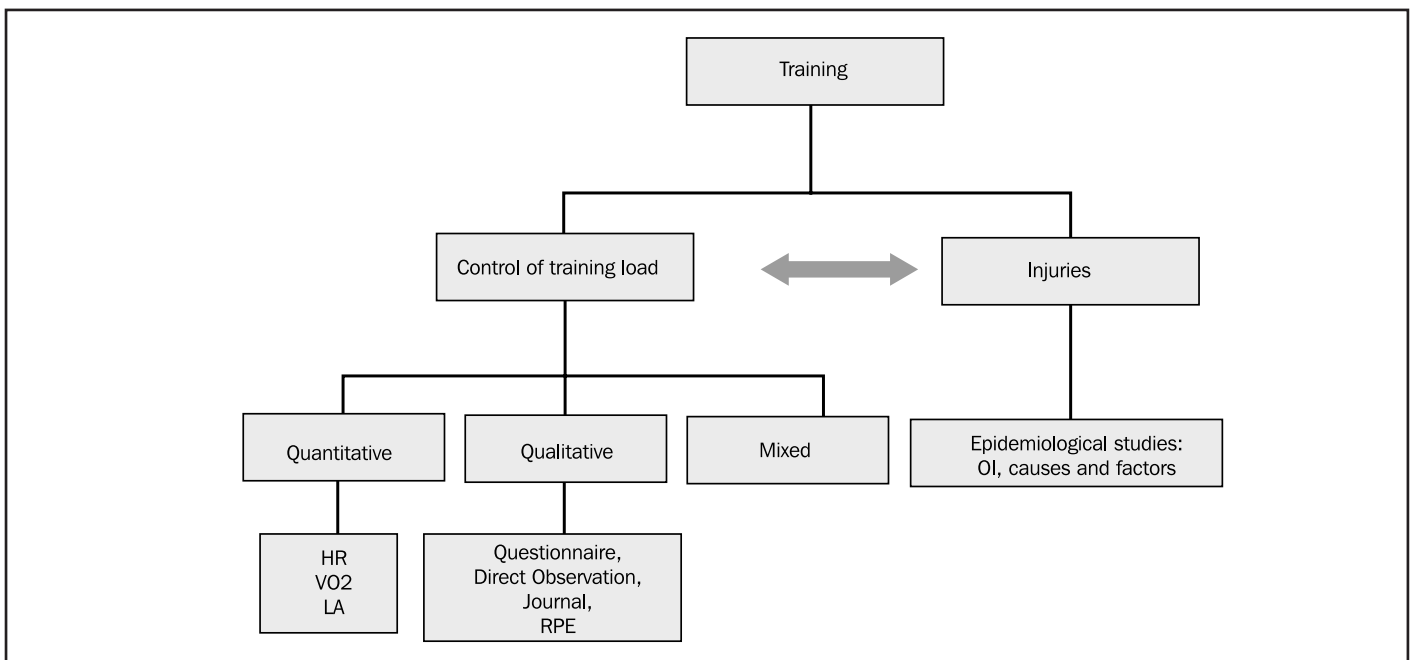 Training
Control of training load
Injuries
Quantitative
Qualitative
Mixed
Epidemiological studies:
OI, causes and factors
HR
VO2
LA
Questionnaire,
Direct Observation,
Journal,
RPE